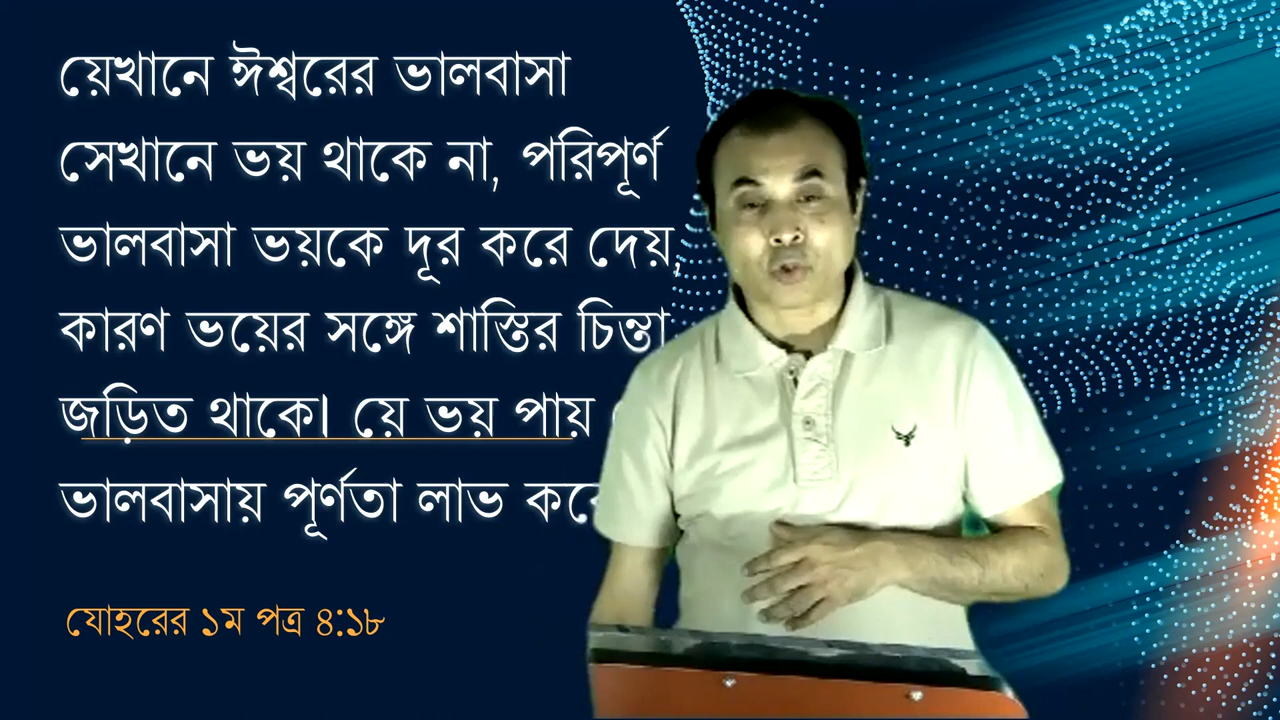 যেখানে ঈশ্বরের ভালবাসা
সেখানে ভয় থাকে না, পরিপূর্ণ
ভালবাসা ভয়কে দূর করে দেয়,
কারণ ভয়ের সঙ্গে শাস্তির চিন্তা
জড়িত থাকে। যে ভয় পায়
ভালবাসায় পূর্ণতা লাভ
যোহরের ১ম পত্র ৪:১৮